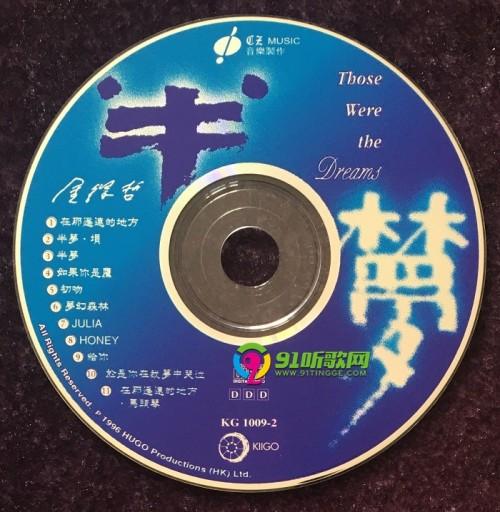 CZ MUSIC
音樂製作
半
Those
Were
the
Dreams
夢
1 在那遙遠的地方
2 半夢·塤
3 半夢
4 如果你是鷹
5 初吻
6 夢幻森林
7 JULIA
8 HONEY
9 給你
10 於是你在我夢中哭泣
11 在那遙遠的地方
·馬頭琴
91听歌网
WWW.91TINGGE.COM
DDD
KG 1009-2
KIIGO
All Rights Reserved. ℗ 1996 HUGO Productions (HK) Ltd.